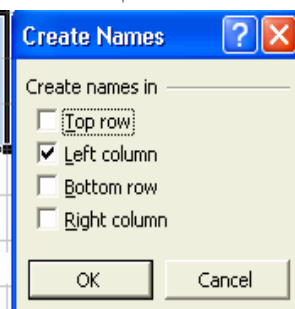 Create Names
Create names in
Top row
Left column
Bottom row
Right column
OK Cancel